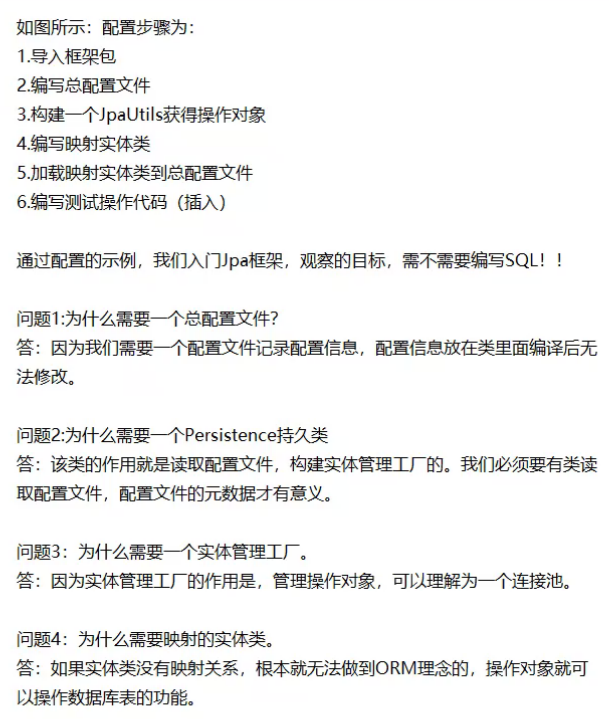 如图所示：配置步骤为：
1.导入框架包
2.编写总配置文件
3.构建一个JpaUtils获得操作对象
4.编写映射实体类
5.加载映射实体类到总配置文件
6.编写测试操作代码（插入）
通过配置的示例，我们入门Jpa框架，观察的目标，需不需要编写SQL！！
问题1:为什么需要一个总配置文件？
答：因为我们需要一个配置文件记录配置信息，配置信息放在类里面编译后无
法修改。
问题2:为什么需要一个Persistence持久类
答：该类的作用就是读取配置文件，构建实体管理工厂的。我们必须要有类读
取配置文件，配置文件的元数据才有意义。
问题3：为什么需要一个实体管理工厂。
答：因为实体管理工厂的作用是，管理操作对象，可以理解为一个连接池。
问题4：为什么需要映射的实体类。
答：如果实体类没有映射关系，根本就无法做到ORM理念的，操作对象就可
以操作数据库表的功能。